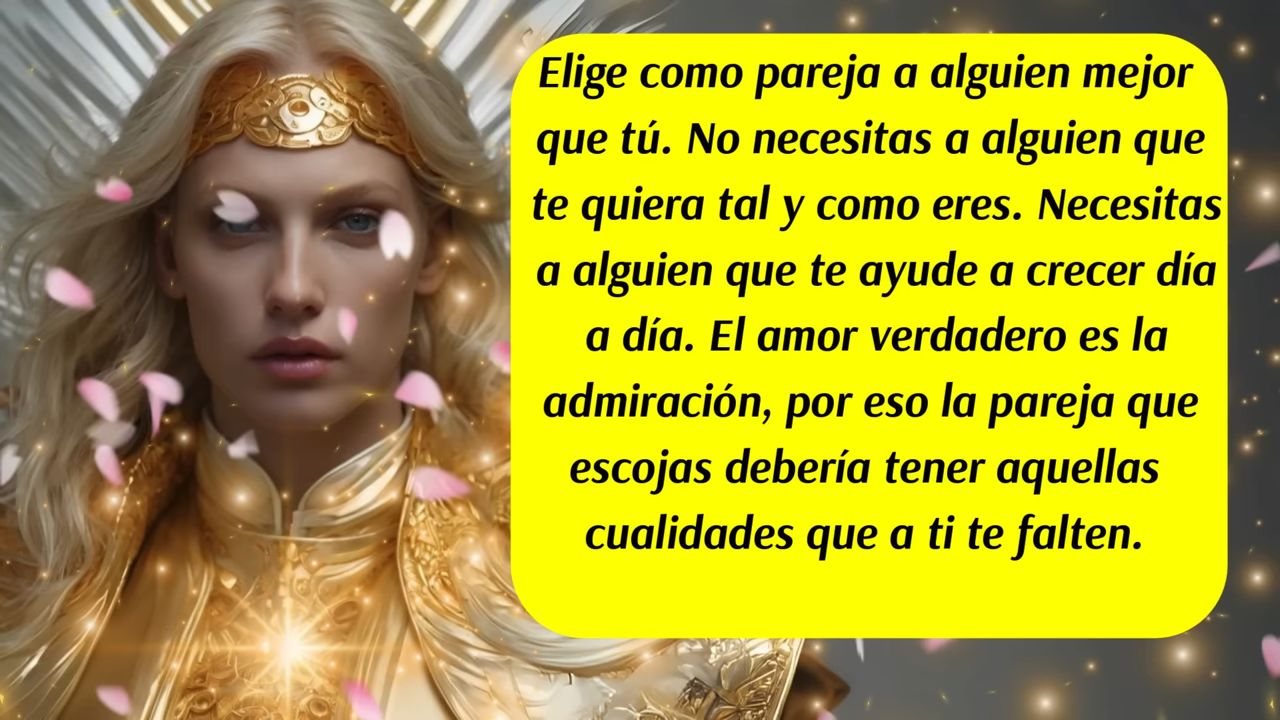 Elige como pareja a alguien mejor
que tú. No necesitas a alguien que
te quiera tal y como eres. Necesitas
a alguien que te ayude a crecer día
a día. El amor verdadero es la
admiración, por eso la pareja que
escojas debería tener aquellas
cualidades que a ti te falten.